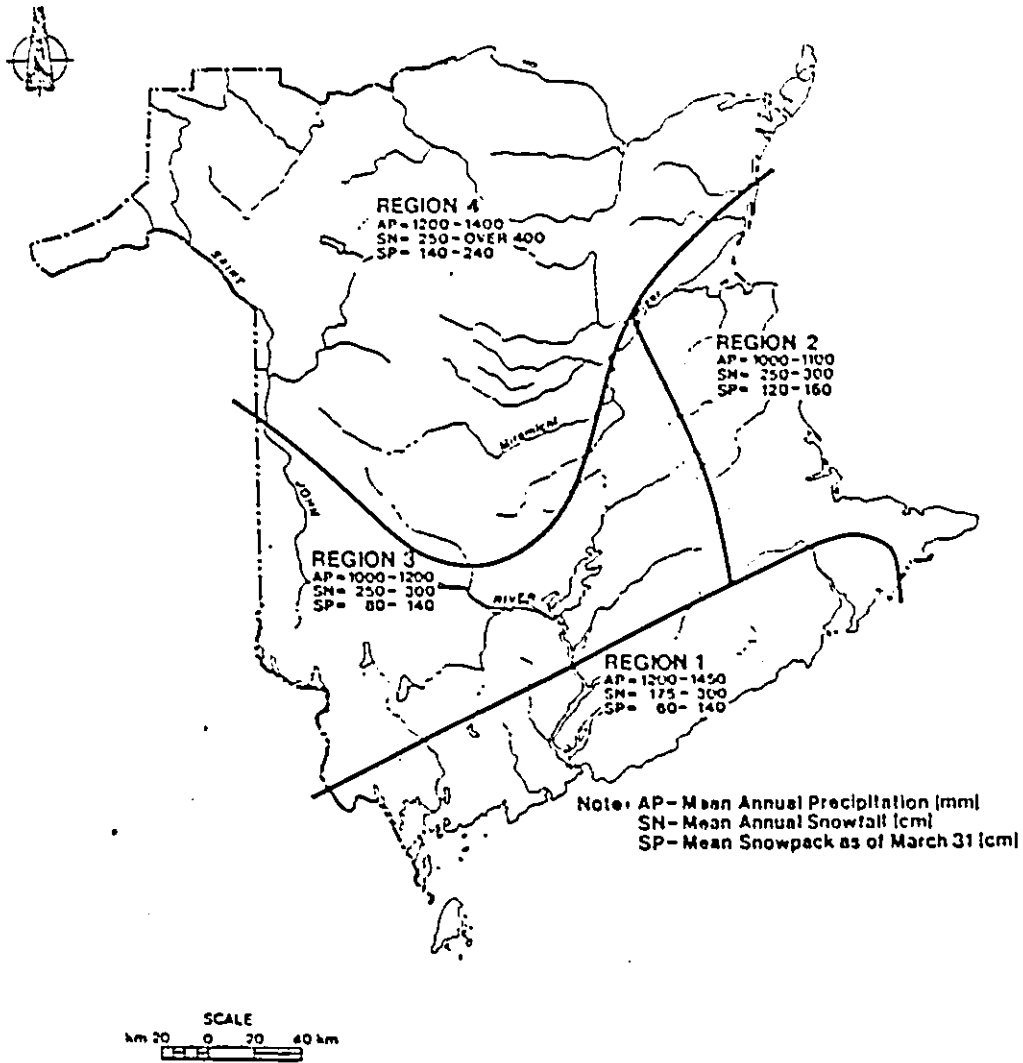 REGION 4
AP=1200-1400
SN= 250-OVER 400
SP= 140-240
SAINT
REGION 2
AP=1000-1100
SN= 250-300
SP= 120-160
Miramichi
JOHN
REGION 3
AP=1000-1200
SN= 250-300
SP= 80-140
RIVER
REGION 1
AP=1200-1450
SN= 175-300
SP= 60-140
Note: AP-Mean Annual Precipitation [mm]
SN-Mean Annual Snowfall [cm]
SP-Mean Snowpack as of March 31 [cm]
SCALE
km 20 0 20 40 km